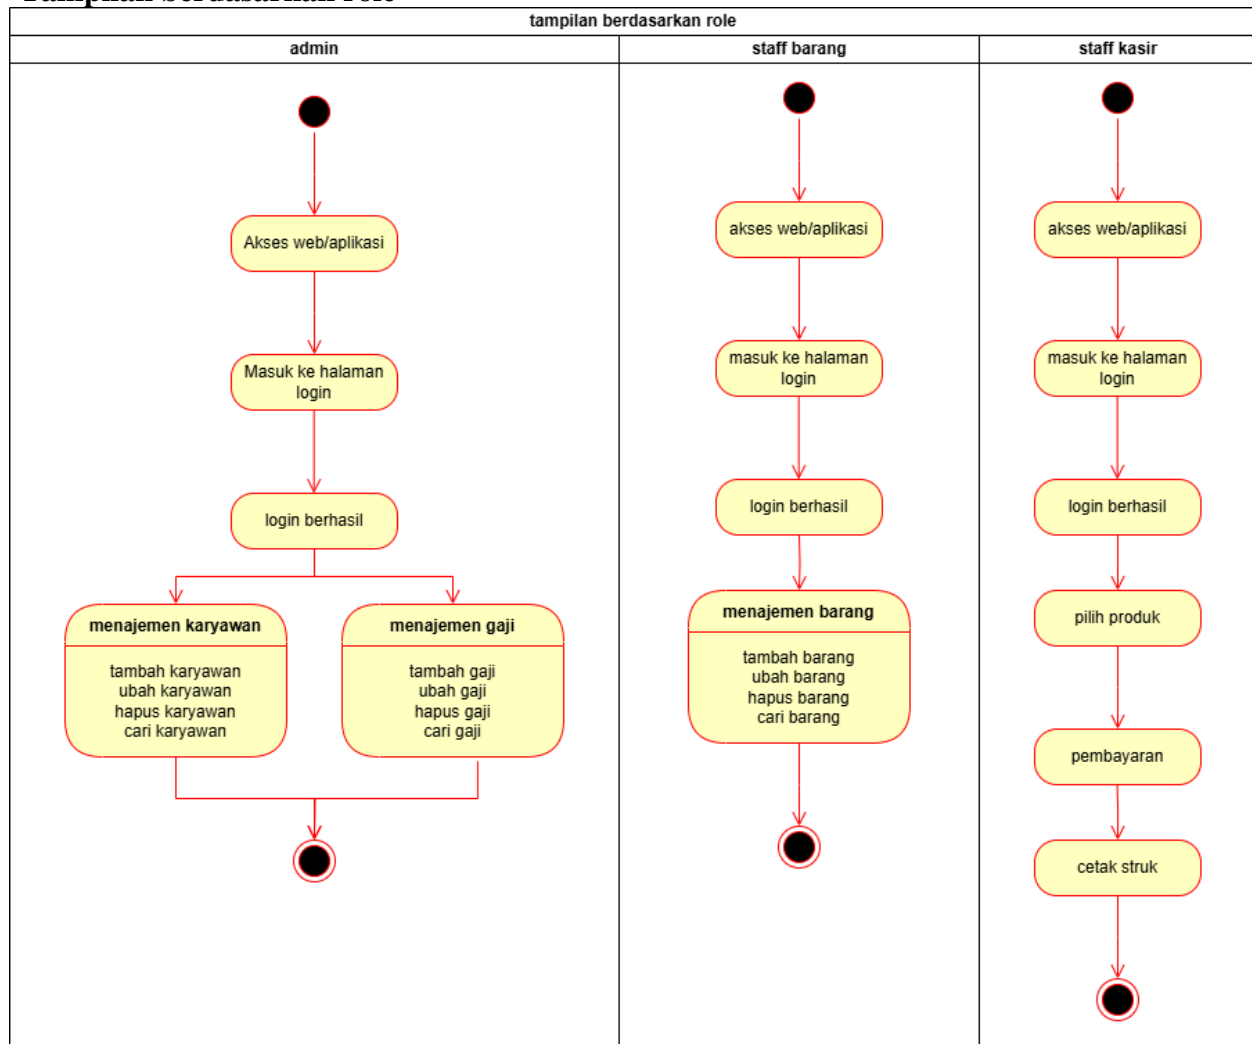 Tampilan berdasarkan role
tampilan berdasarkan role
admin
staff barang
staff kasir
Akses web/aplikasi
Masuk ke halaman
login
login berhasil
menajemen karyawan
tambah karyawan
ubah karyawan
hapus karyawan
cari karyawan
menajemen gaji
tambah gaji
ubah gaji
hapus gaji
cari gaji
akses web/aplikasi
masuk ke halaman
login
login berhasil
menajemen barang
tambah barang
ubah barang
hapus barang
cari barang
akses web/aplikasi
masuk ke halaman
login
login berhasil
pilih produk
pembayaran
cetak struk